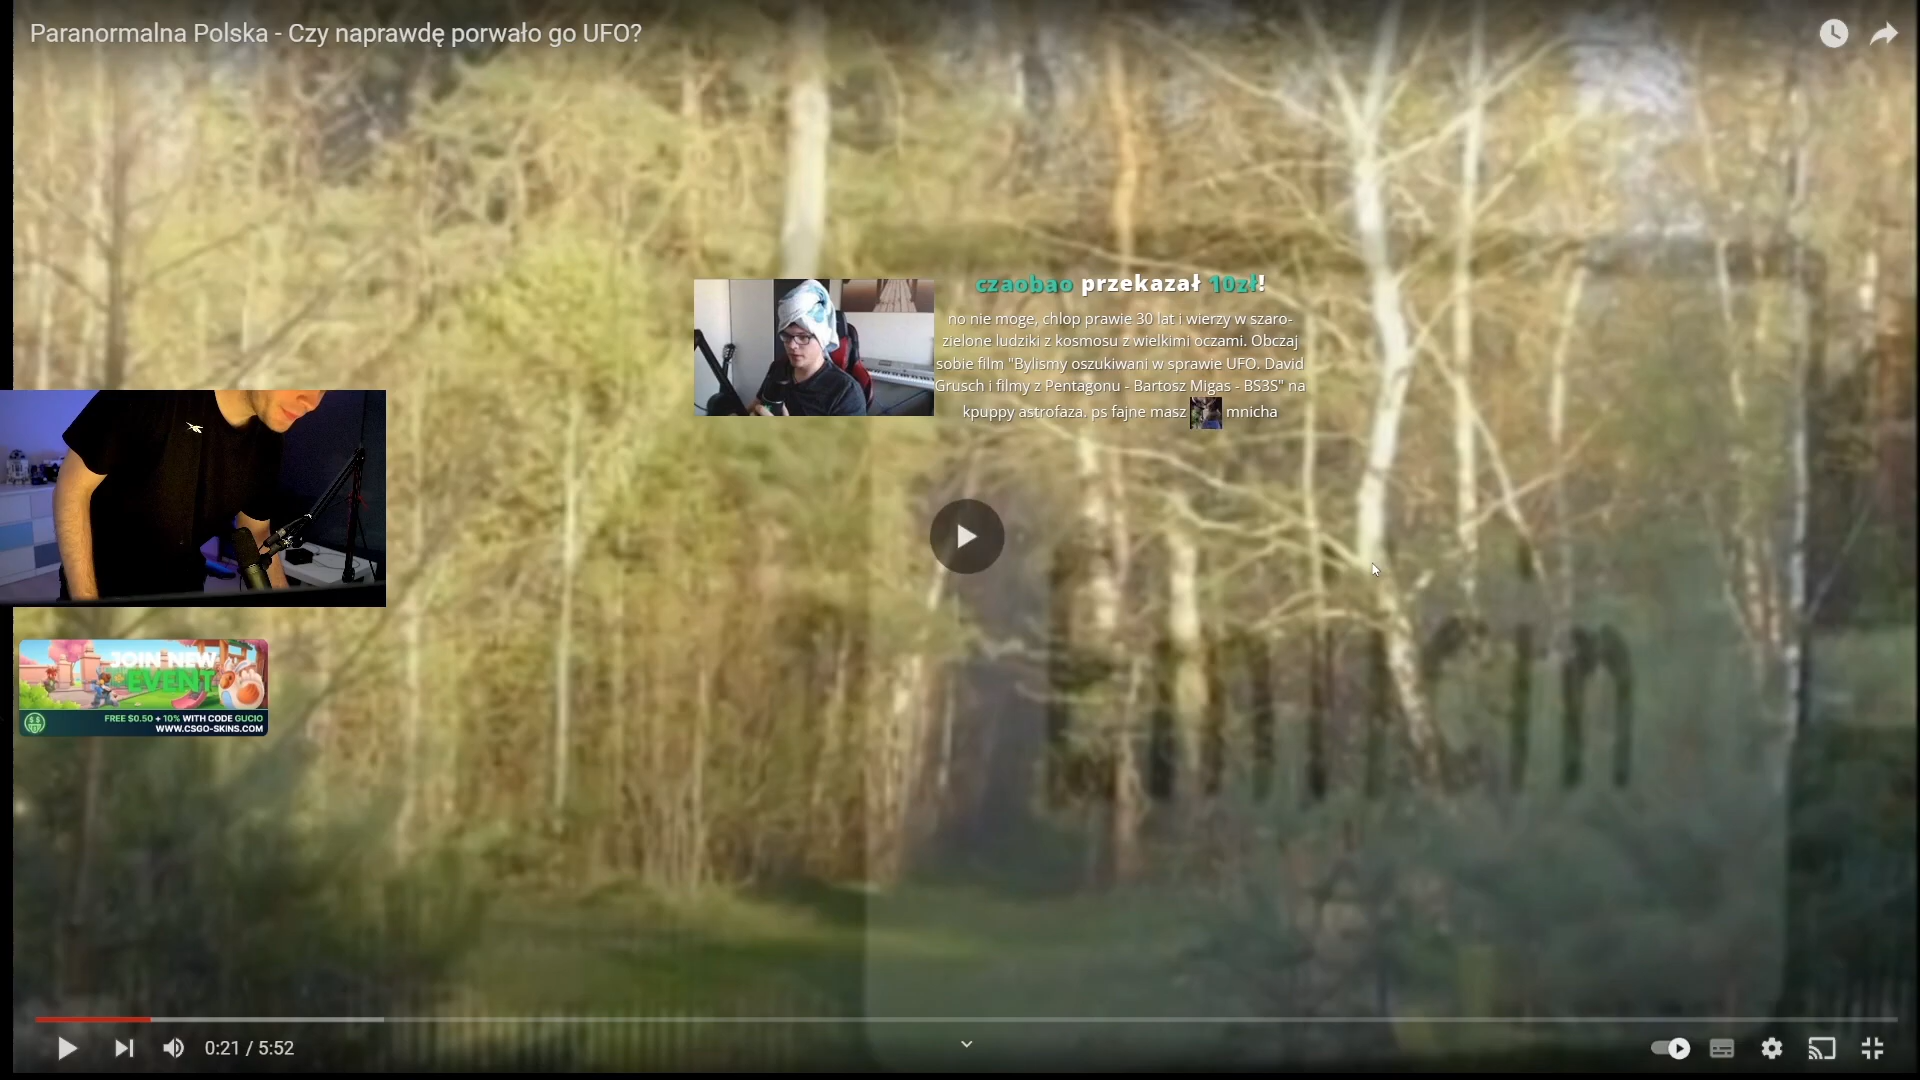 Paranormalna Polska - Czy naprawdę porwało go UFO?
czaobao przekazał 10zł!
no nie moge, chlop prawie 30 lat i wierzy w szaro-
zielone ludziki z kosmosu z wielkimi oczami. Obczaj
sobie film "Bylismy oszukiwani w sprawie UFO. David
Grusch i filmy z Pentagonu - Bartosz Migas - BS3S" na
kpuppy astrofaza. ps fajne masz mnicha
JOIN NEW
EVENT
FREE $0.50 + 10% WITH CODE GUCIO
WWW.CSGO-SKINS.COM
0:21 / 5:52